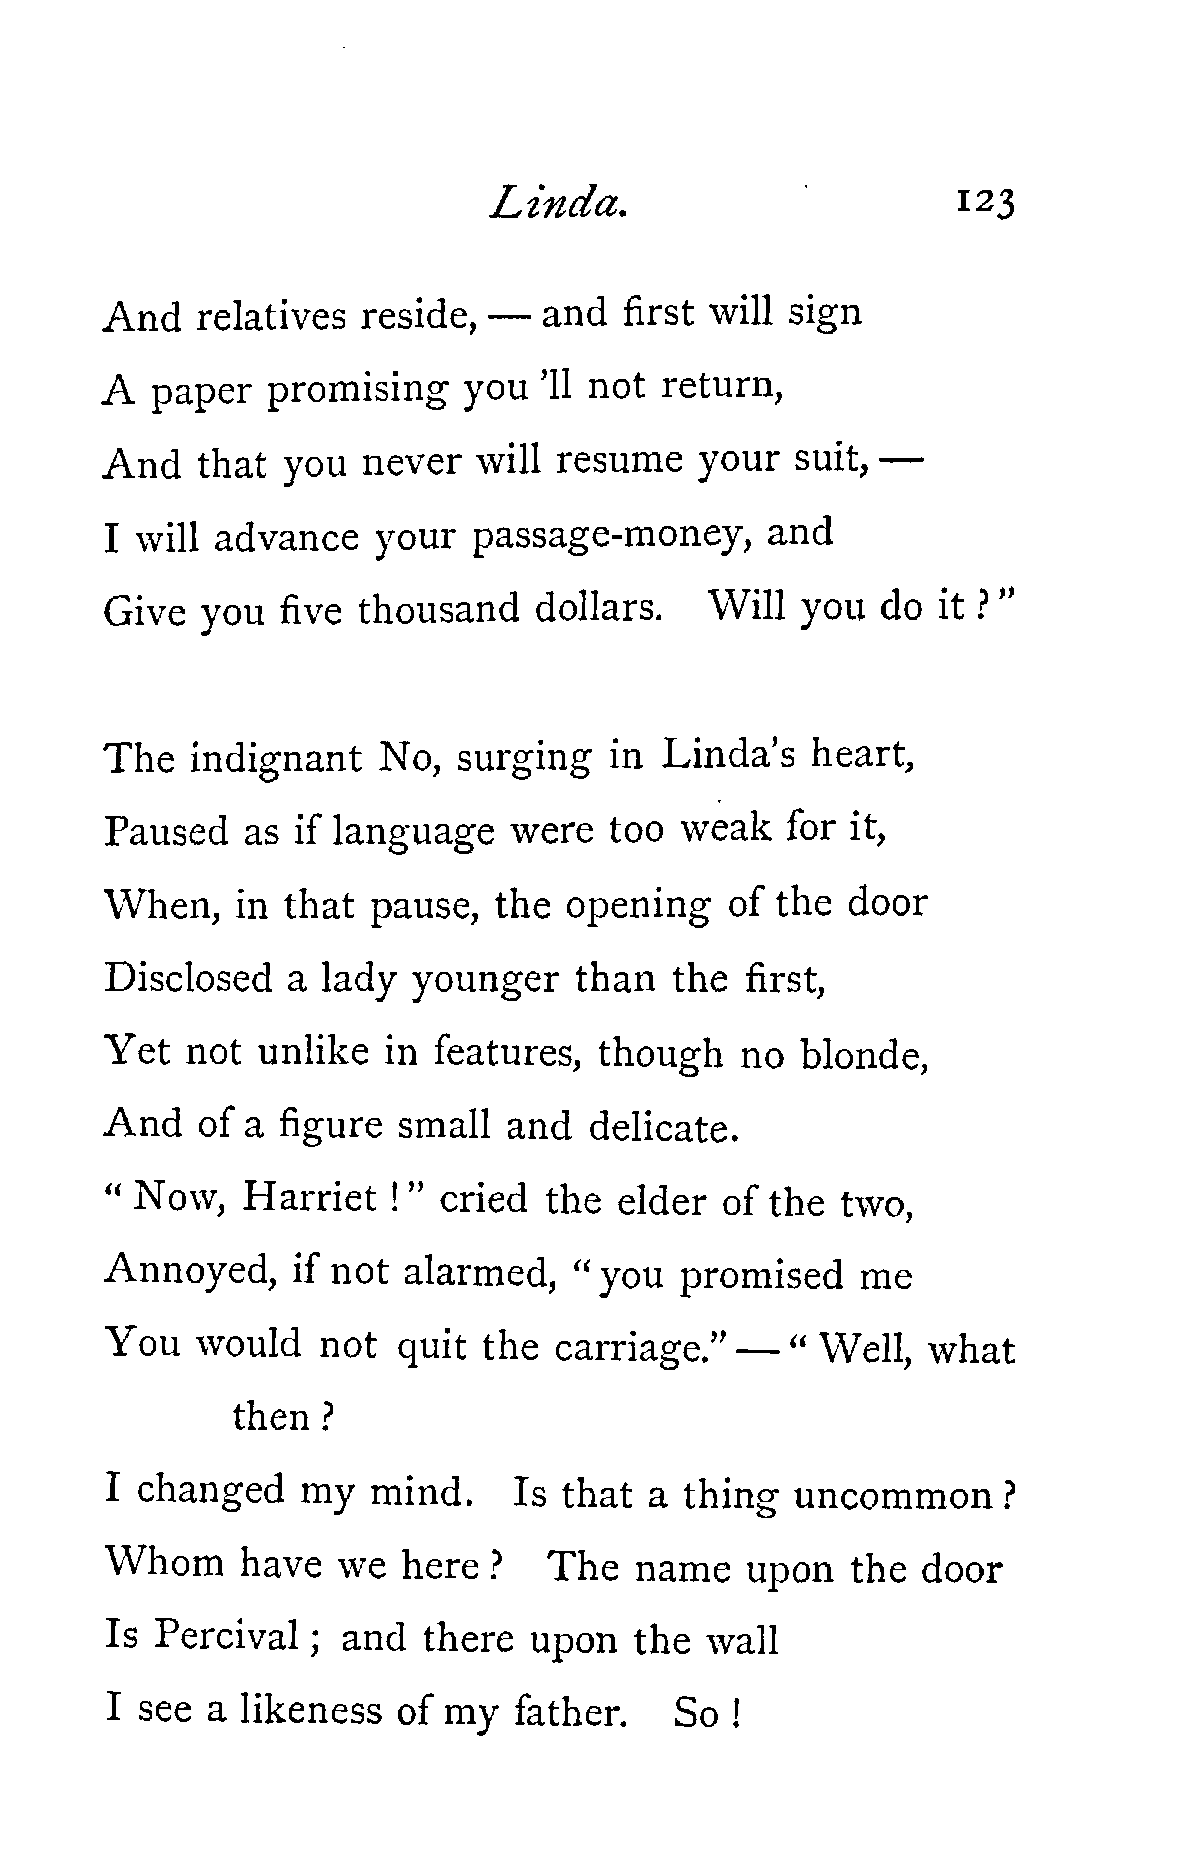 Linda. 123
And relatives reside, — and first will sign
A paper promising you 'll not return,
And that you never will resume your suit, —
I will advance your passage-money, and
Give you five thousand dollars. Will you do it ? "
The indignant No, surging in Linda's heart,
Paused as if language were too weak for it,
When, in that pause, the opening of the door
Disclosed a lady younger than the first,
Yet not unlike in features, though no blonde,
And of a figure small and delicate.
" Now, Harriet ! " cried the elder of the two,
Annoyed, if not alarmed, " you promised me
You would not quit the carriage." — " Well, what
then ?
I changed my mind. Is that a thing uncommon ?
Whom have we here ? The name upon the door
Is Percival ; and there upon the wall
I see a likeness of my father. So !